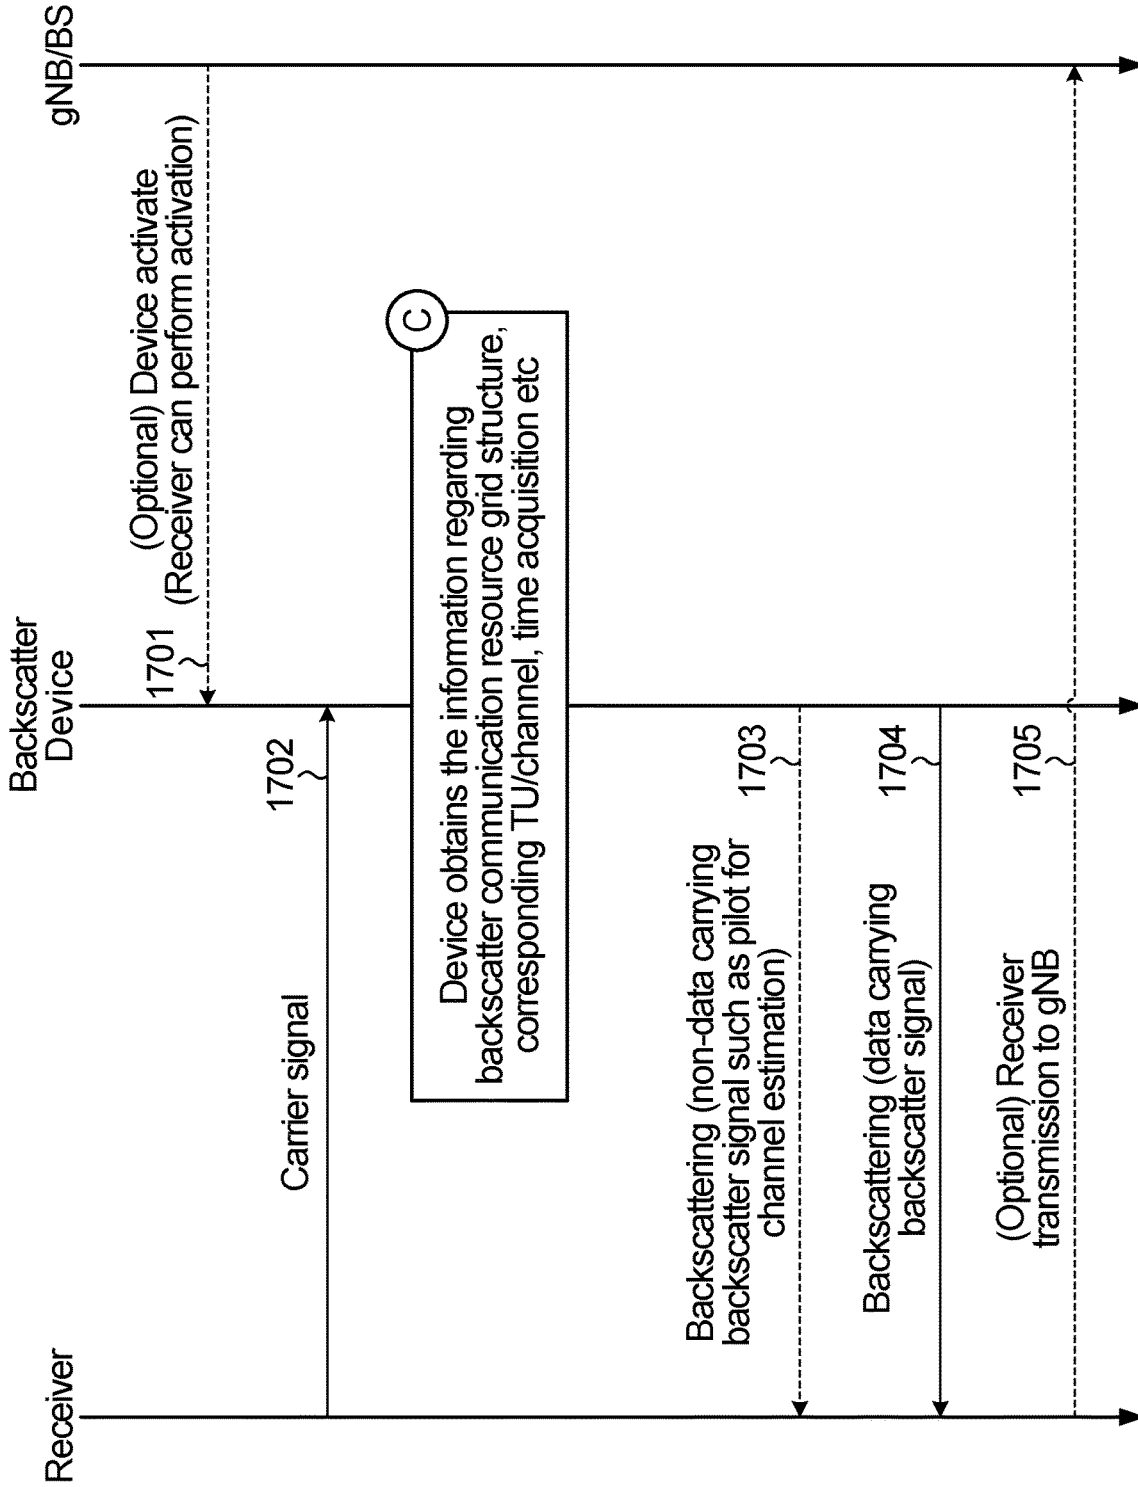 Receiver
Backscatter
Device
gNB/BS
(Optional) Device activate
(Receiver can perform activation)
1701
Carrier signal
1702
C
Device obtains the information regarding
backscatter communication resource grid structure,
corresponding TU/channel, time acquisition etc
Backscattering (non-data carrying
backscatter signal such as pilot for
channel estimation)
1703
Backscattering (data carrying
backscatter signal)
1704
(Optional) Receiver
transmission to gNB
1705